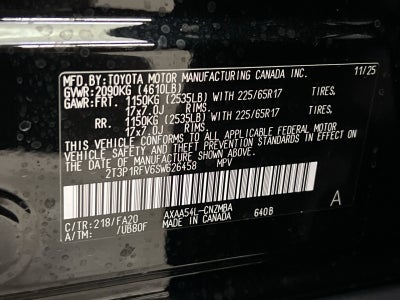 MFD.BY:TOYOTA MOTOR MANUFACTURING CANADA INC. 11/25
GVWR:2090KG (4610LB)
GAWR:FRT. 1150KG (2535LB) WITH 225/65R17 TIRES,
17x7.0J RIMS.
RR. 1150KG (2535LB) WITH 225/65R17 TIRES,
17x7.0J RIMS.
THIS VEHICLE CONFORMS TO ALL APPLICABLE FEDERAL MOTOR
VEHICLE SAFETY AND THEFT PREVENTION STANDARDS IN EFFECT ON
THE DATE OF MANUFACTURE SHOWN ABOVE.
2T3P1RFV6SW626458 MPV
A
C/TR:218/FA20 AXAA54L-CNZMBA 640B
A/TM: /UB80F MADE IN CANADA